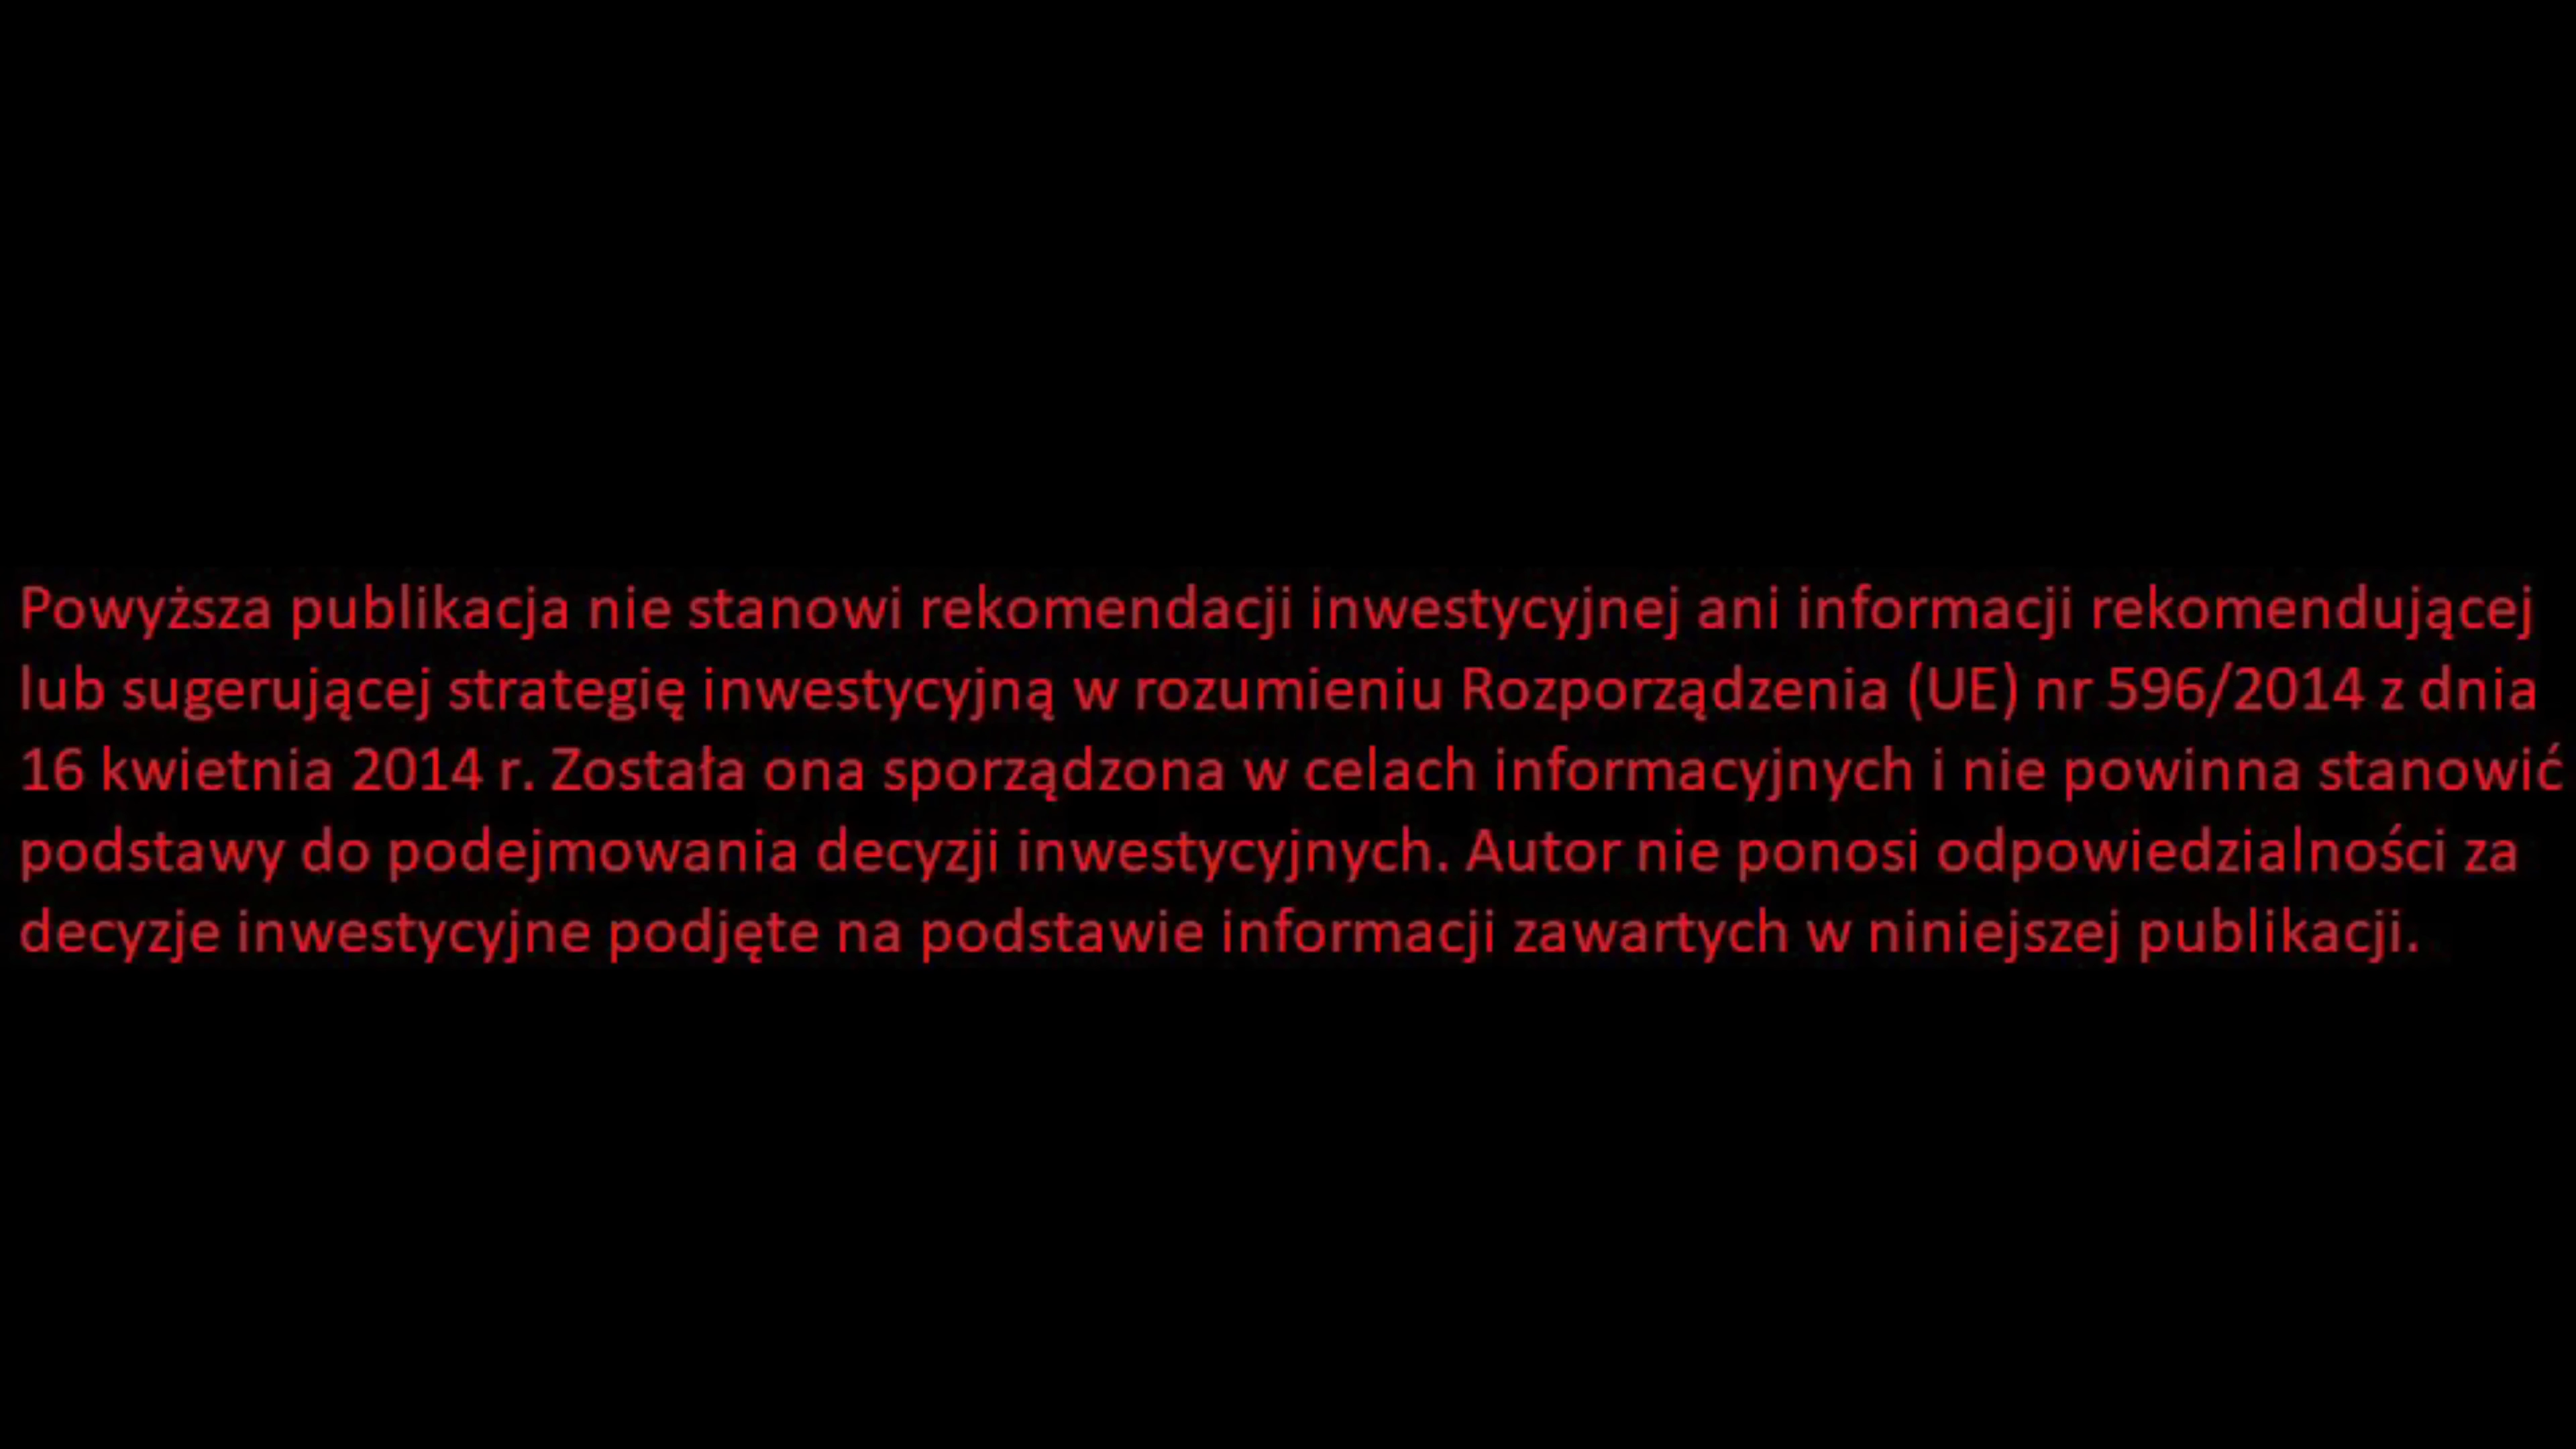 Powyższa publikacja nie stanowi rekomendacji inwestycyjnej ani informacji rekomendującej
lub sugerującej strategię inwestycyjną w rozumieniu Rozporządzenia (UE) nr 596/2014 z dnia
16 kwietnia 2014 r. Została ona sporządzona w celach informacyjnych i nie powinna stanowić
podstawy do podejmowania decyzji inwestycyjnych. Autor nie ponosi odpowiedzialności za
decyzje inwestycyjne podjęte na podstawie informacji zawartych w niniejszej publikacji.